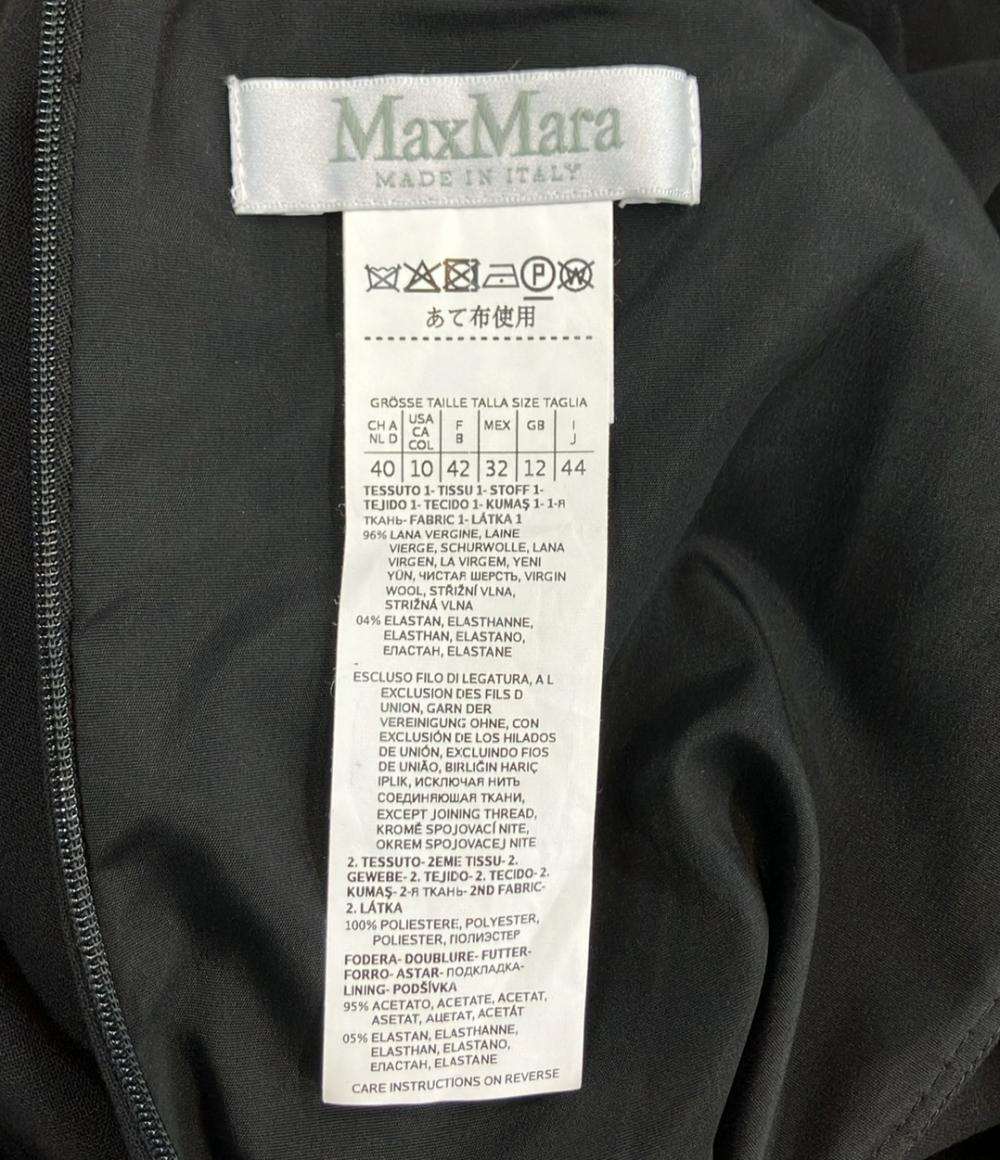 MaxMara
MADE IN ITALY
P W
あて布使用
GRÖSSE TAILLE TALLA SIZE TAGLIA
CH A NL D USA CA COL F B MEX GB I J
40 10 42 32 12 44
TESSUTO 1- TISSU 1- STOFF 1-
TEJIDO 1- TECIDO 1- KUMAŞ 1- 1-Я
ТКАНЬ- FABRIC 1- LÁTKA 1
96% LANA VERGINE, LAINE
VIERGE, SCHURWOLLE, LANA
VIRGEN, LA VIRGEM, YENI
YÜN, ЧИСТАЯ ШЕРСТЬ, VIRGIN
WOOL, STŘIŽNÍ VLNA,
STRIŽNÁ VLNA
04% ELASTAN, ELASTHANNE,
ELASTHAN, ELASTANO,
ЕЛАСТАН, ELASTANE
ESCLUSO FILO DI LEGATURA, A L
EXCLUSION DES FILS D
UNION, GARN DER
VEREINIGUNG OHNE, CON
EXCLUSIÓN DE LOS HILADOS
DE UNIÓN, EXCLUINDO FIOS
DE UNIÃO, BIRLIĞIN HARIÇ
IPLIK, ИСКЛЮЧАЯ НИТЬ
СОЕДИНЯЮЩАЯ ТКАНИ,
EXCEPT JOINING THREAD,
KROMĚ SPOJOVACÍ NITE,
OKREM SPOJOVACEJ NITE
2. TESSUTO- 2EME TISSU- 2.
GEWEBE- 2. TEJIDO- 2. TECIDO- 2.
KUMAŞ- 2-Я ТКАНЬ- 2ND FABRIC-
2. LÁTKA
100% POLIESTERE, POLYESTER,
POLIESTER, ПОЛИЭСТЕР
FODERA- DOUBLURE- FUTTER-
FORRO- ASTAR- ПОДКЛАДКА-
LINING- PODŠÍVKA
95% ACETATO, ACETATE, ACETAT,
ASETAT, АЦЕТАТ, ACETÁT
05% ELASTAN, ELASTHANNE,
ELASTHAN, ELASTANO,
ЕЛАСТАН, ELASTANE
CARE INSTRUCTIONS ON REVERSE